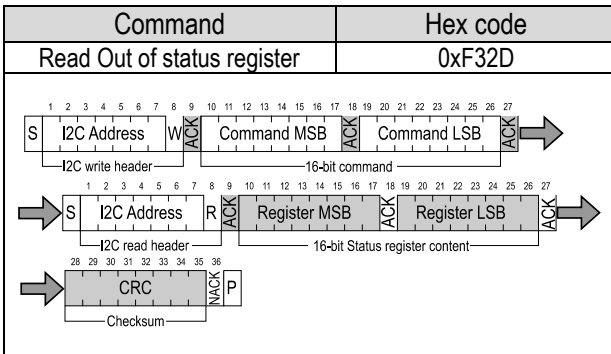 Command Hex code
Read Out of status register 0xF32D
1 2 3 4 5 6 7 8 9 10 11 12 13 14 15 16 17 18 19 20 21 22 23 24 25 26 27
S I2C Address W ACK Command MSB ACK Command LSB ACK
I2C write header 16-bit command
1 2 3 4 5 6 7 8 9 10 11 12 13 14 15 16 17 18 19 20 21 22 23 24 25 26 27
S I2C Address R ACK Register MSB ACK Register LSB ACK
I2C read header 16-bit Status register content
28 29 30 31 32 33 34 35 36
CRC NACK P
Checksum